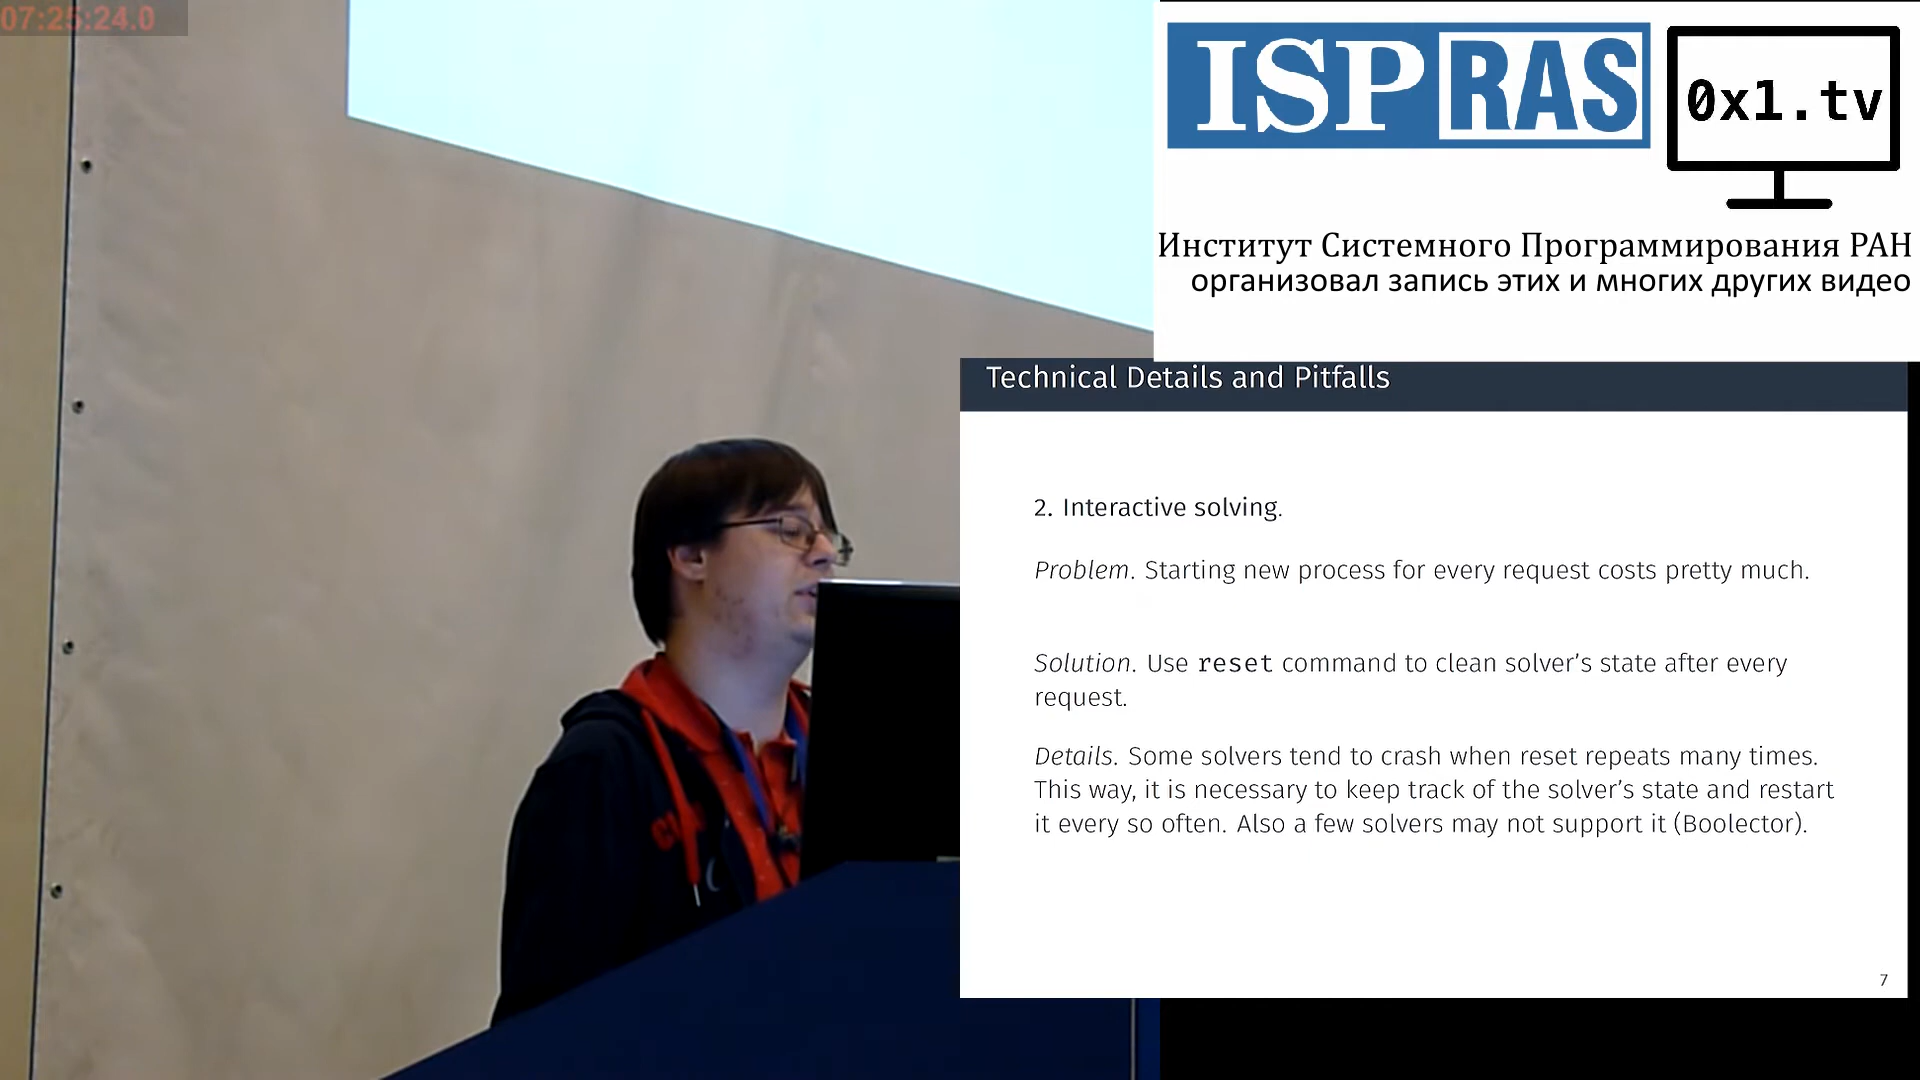 07:25:24.0
ISP RAS
0x1.tv
Институт Системного Программирования РАН
организовал запись этих и многих других видео
Technical Details and Pitfalls
2. Interactive solving.
Problem. Starting new process for every request costs pretty much.
Solution. Use reset command to clean solver's state after every
request.
Details. Some solvers tend to crash when reset repeats many times.
This way, it is necessary to keep track of the solver's state and restart
it every so often. Also a few solvers may not support it (Boolector).
7